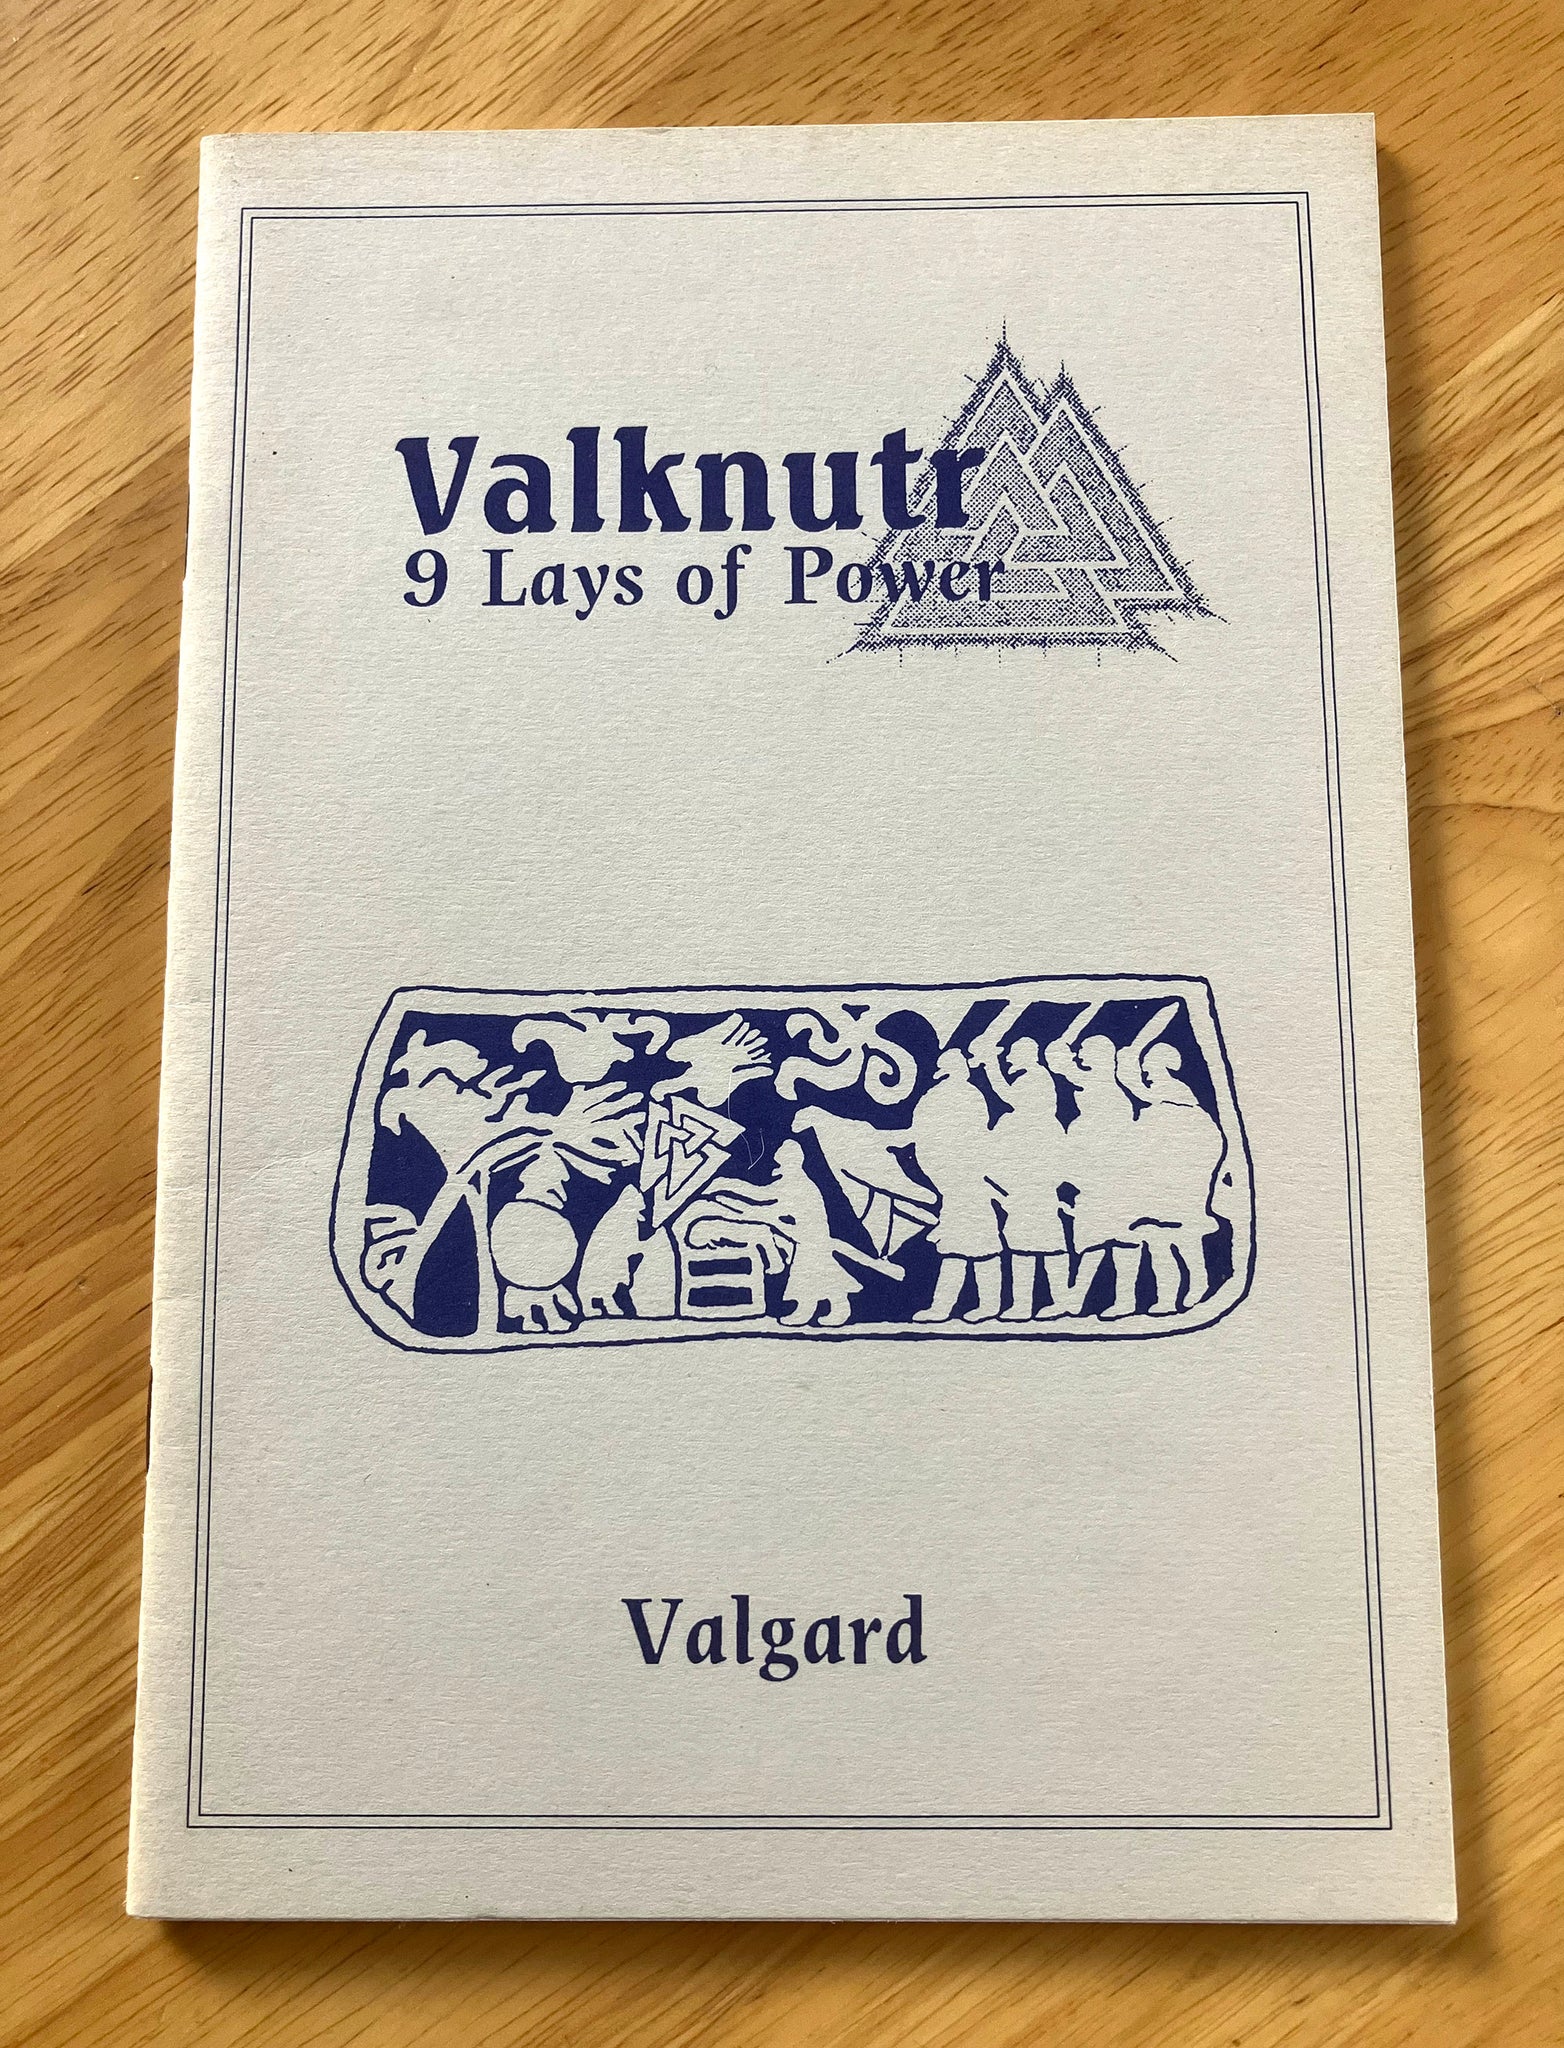 Valknutr
9 Lays of Power
Valgard